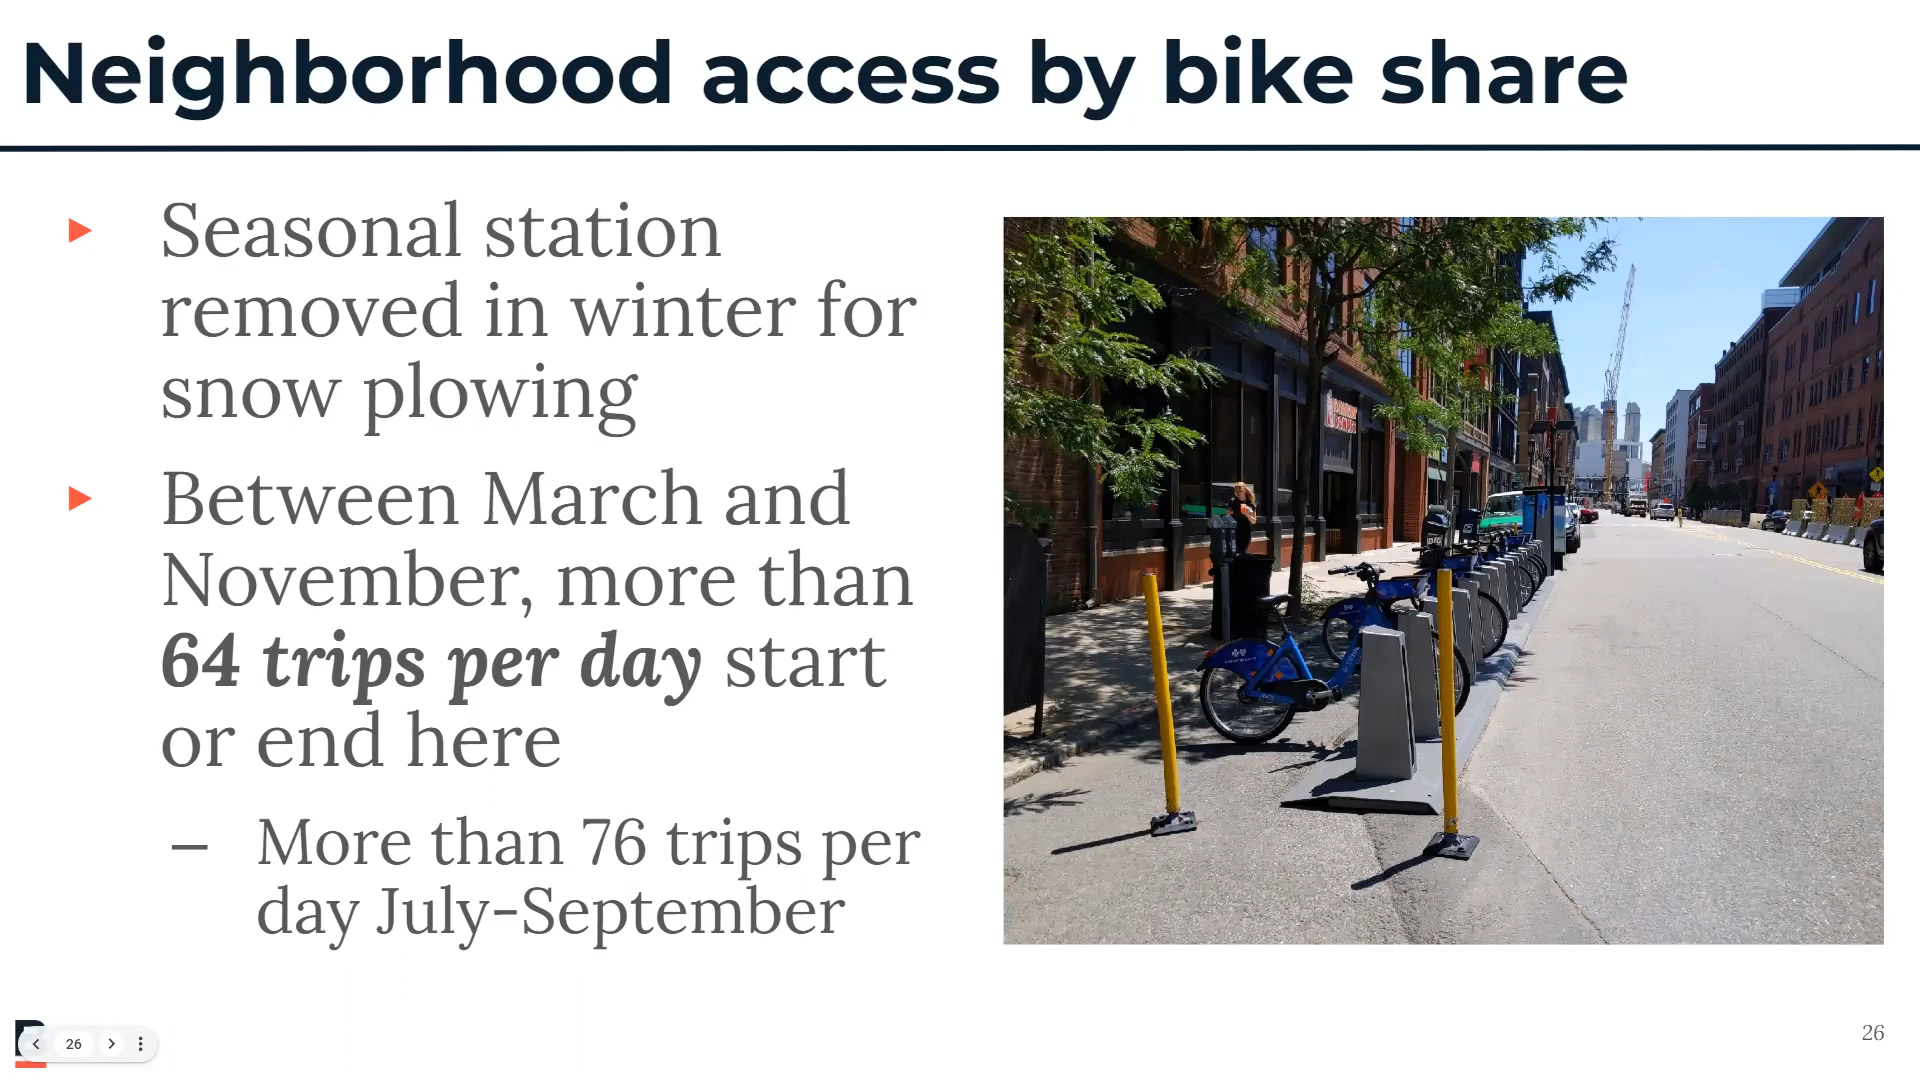 Neighborhood access by bike share
Seasonal station
removed in winter for
snow plowing
Between March and
November, more than
64 trips per day start
or end here
– More than 76 trips per
day July-September
26
26